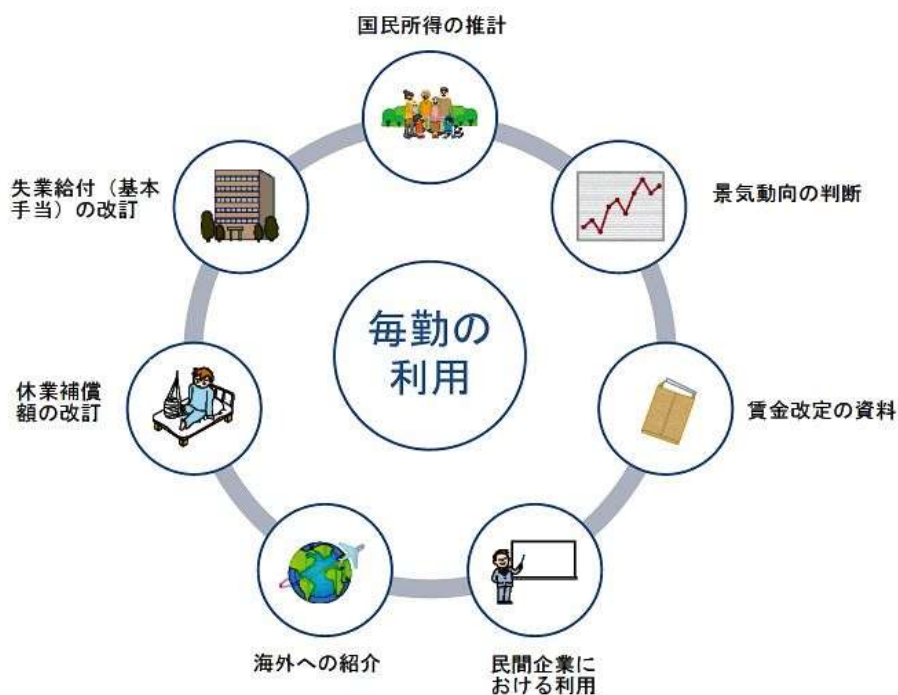 国民所得の推計
景気動向の判断
賃金改定の資料
民間企業に
おける利用
海外への紹介
休業補償
額の改訂
失業給付（基本
手当）の改訂
毎勤の
利用